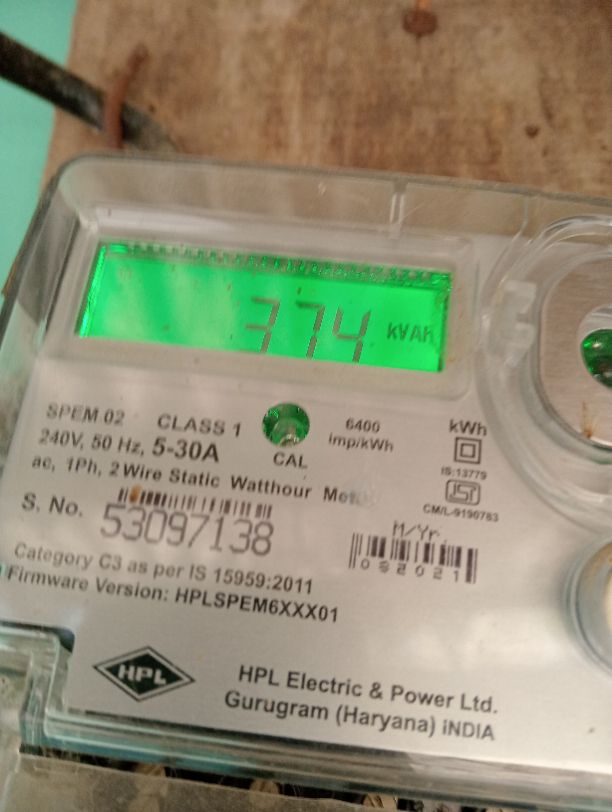 374 kVAh
SPEM 02 CLASS 1
6400 imp/kWh
kWh
240V, 50 Hz, 5-30A
CAL
ac, 1Ph, 2 Wire Static Watthour Meter
IS:13779
CM/L-9190783
S. No. 53097138
M/Yr.
092021
Category C3 as per IS 15959:2011
Firmware Version: HPLSPEM6XXX01
HPL
HPL Electric & Power Ltd.
Gurugram (Haryana) INDIA